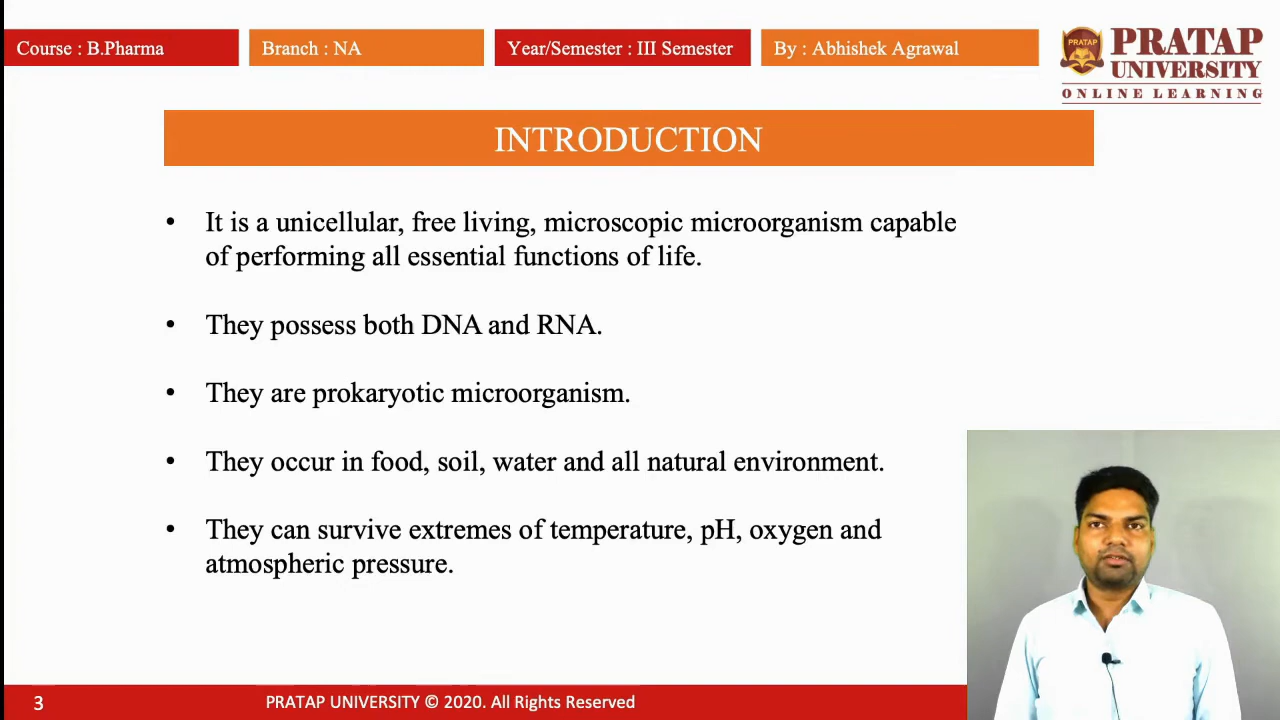 Course : B.Pharma
Branch : NA
Year/Semester : III Semester
By : Abhishek Agrawal
PRATAP
PRATAP
UNIVERSITY
ONLINE LEARNING
INTRODUCTION
• It is a unicellular, free living, microscopic microorganism capable
of performing all essential functions of life.
• They possess both DNA and RNA.
• They are prokaryotic microorganism.
• They occur in food, soil, water and all natural environment.
• They can survive extremes of temperature, pH, oxygen and
atmospheric pressure.
3
PRATAP UNIVERSITY © 2020. All Rights Reserved